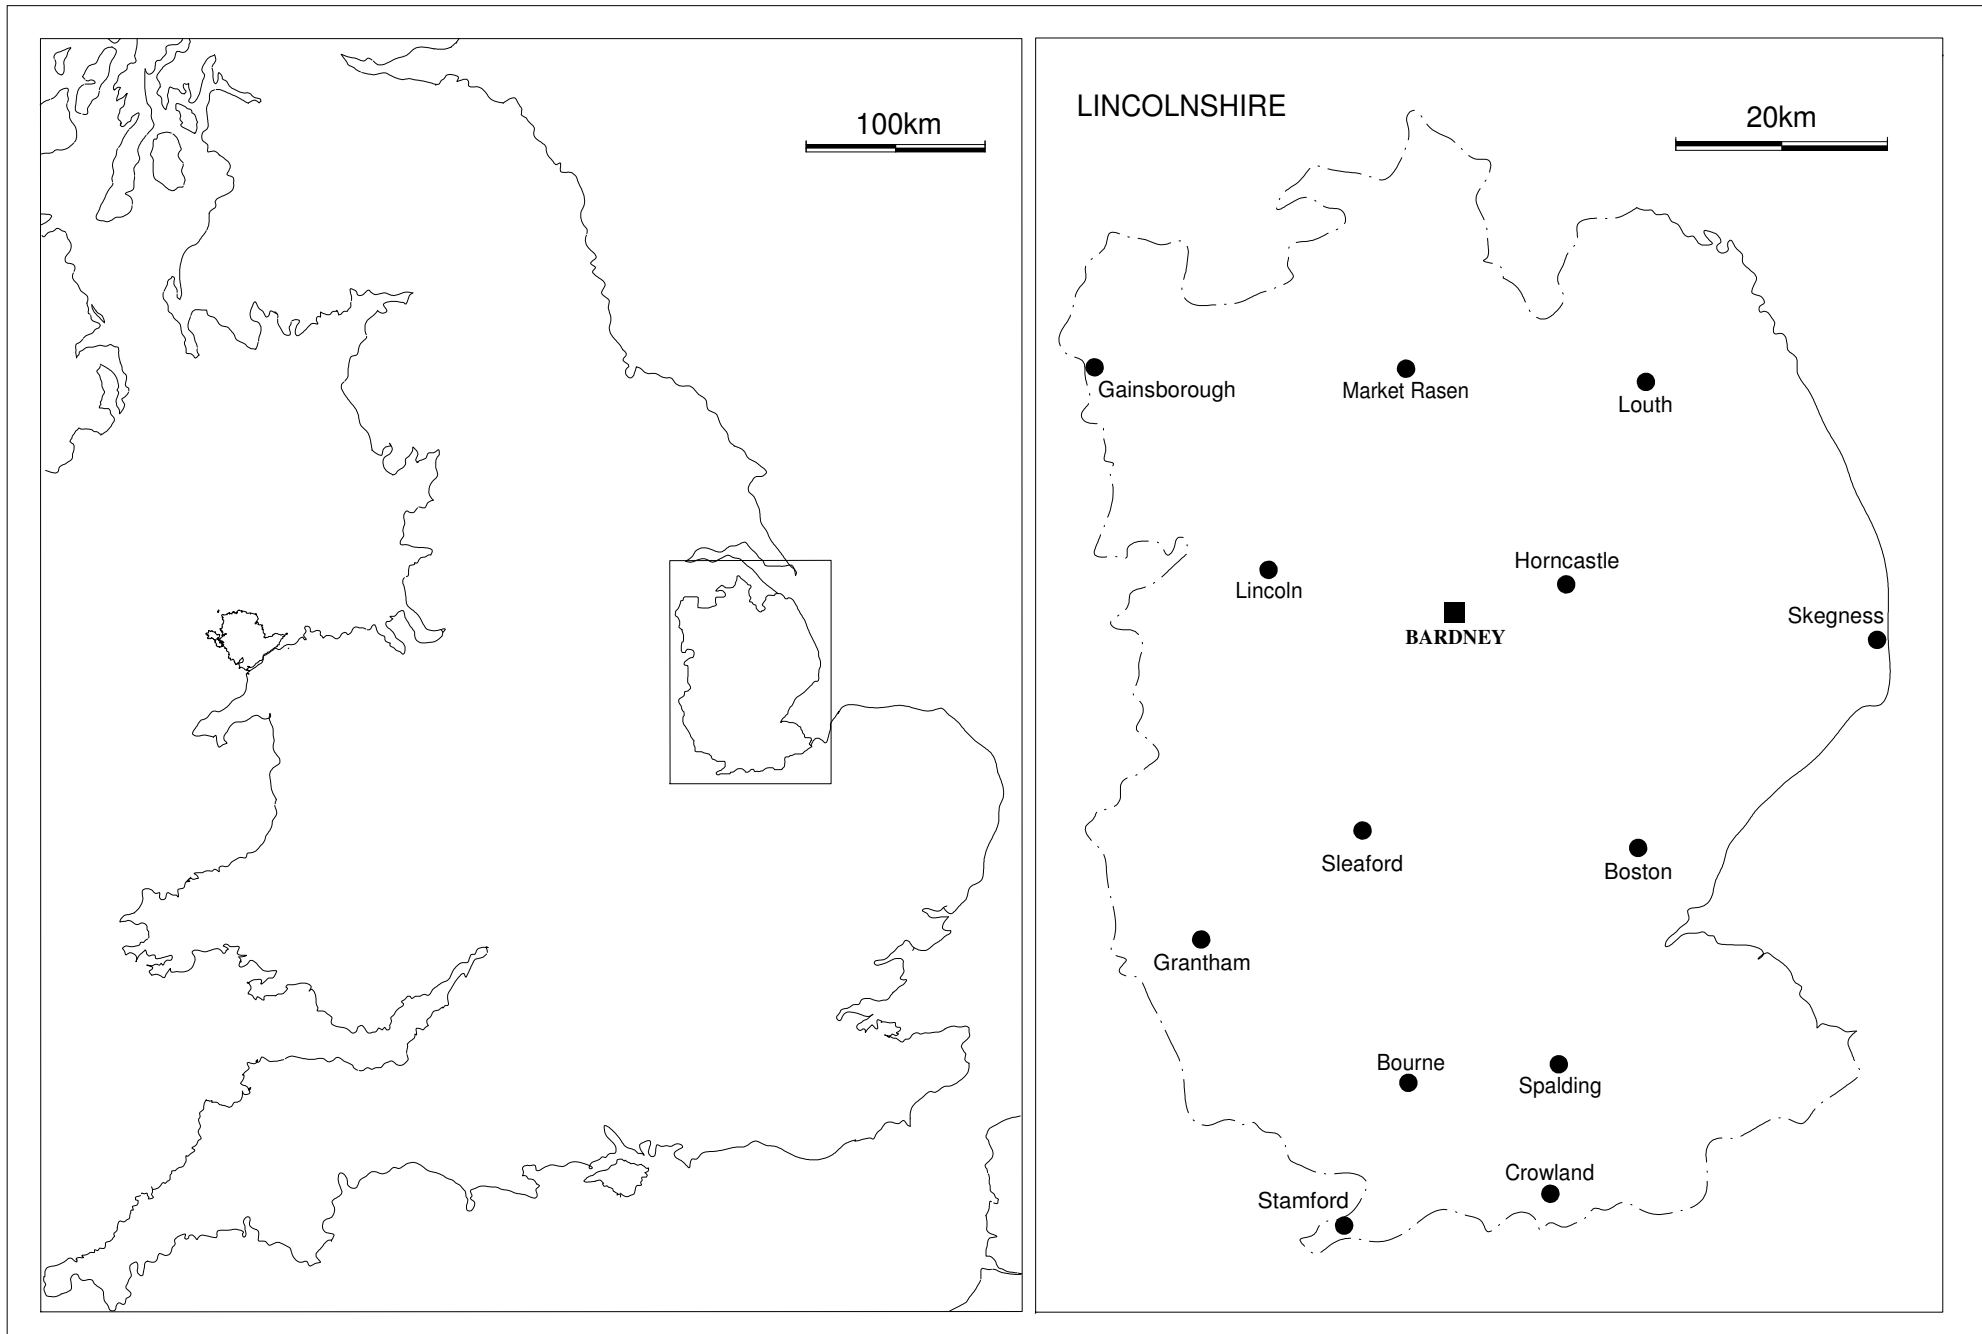 100km
LINCOLNSHIRE
20km
Gainsborough
Market Rasen
Louth
Horncastle
Lincoln
Skegness
BARDNEY
Sleaford
Boston
Grantham
Bourne
Spalding
Crowland
Stamford